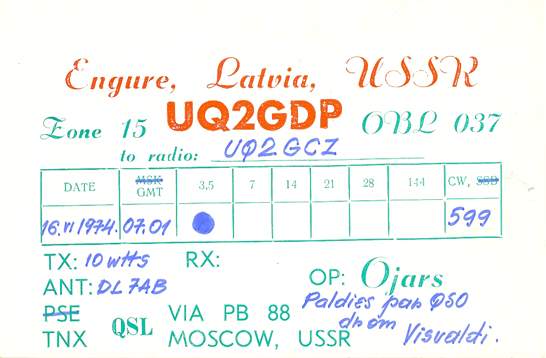 Engure, Latvia, USSR
UQ2GDP
Zone 15 OBL 037
to radio: UQ2GCZ
DATE MSK GMT 3,5 7 14 21 28 144 CW, SSB
16.VI 1974. 07.01 599
TX: 10 wtts RX:
ANT: DL7AB OP: Ojars
PSE QSL VIA PB 88 Paldies par QSO
TNX MOSCOW, USSR dr om Visvaldi.